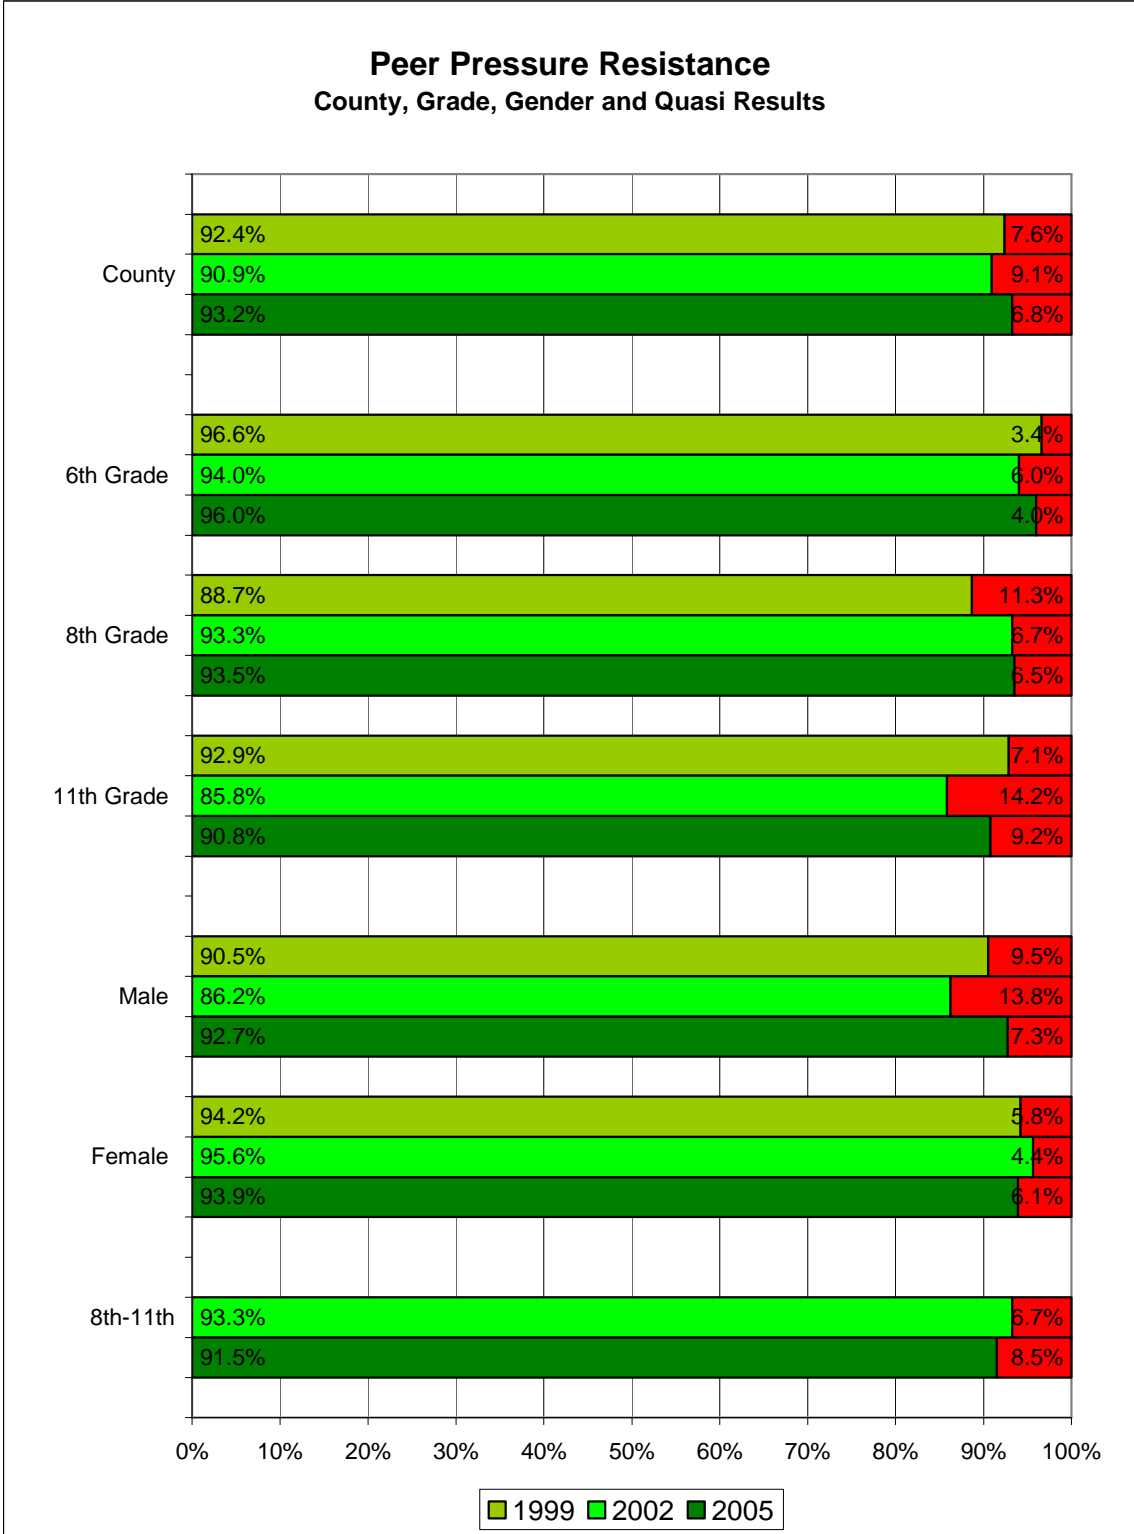 Peer Pressure Resistance
County, Grade, Gender and Quasi Results
92.4% 7.6%
County 90.9% 9.1%
93.2% 6.8%
96.6% 3.4%
6th Grade 94.0% 6.0%
96.0% 4.0%
88.7% 11.3%
8th Grade 93.3% 6.7%
93.5% 6.5%
92.9% 7.1%
11th Grade 85.8% 14.2%
90.8% 9.2%
90.5% 9.5%
Male 86.2% 13.8%
92.7% 7.3%
94.2% 5.8%
Female 95.6% 4.4%
93.9% 6.1%
8th-11th 93.3% 6.7%
91.5% 8.5%
0% 10% 20% 30% 40% 50% 60% 70% 80% 90% 100%
1999 2002 2005